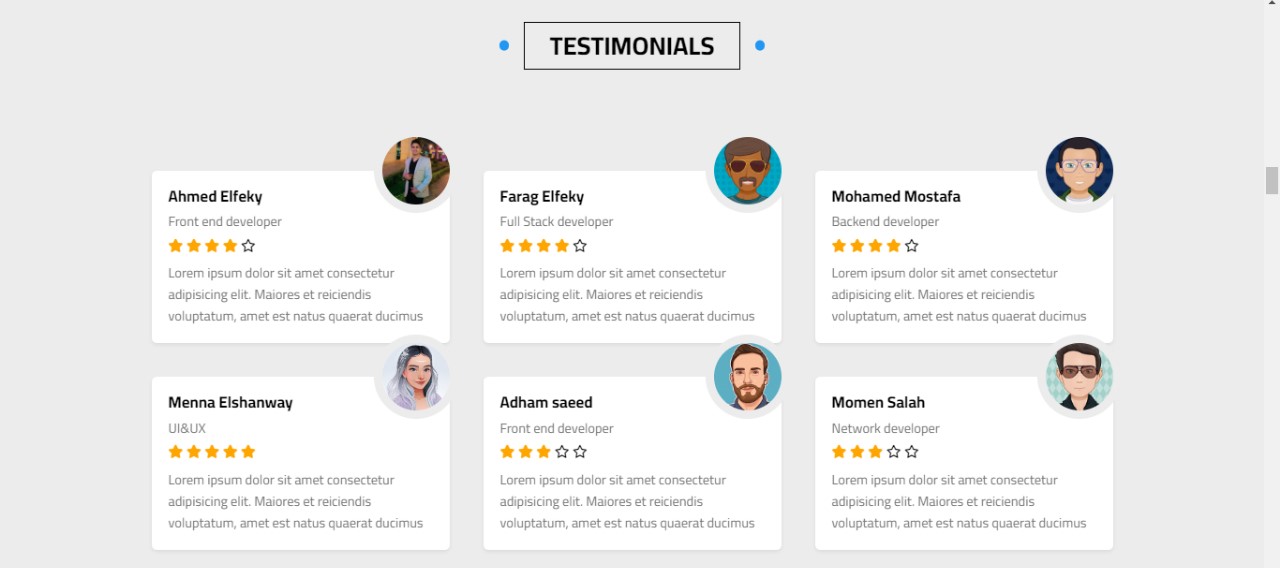 TESTIMONIALS
Ahmed Elfeky
Front end developer
Lorem ipsum dolor sit amet consectetur
adipisicing elit. Maiores et reiciendis
voluptatum, amet est natus quaerat ducimus
Farag Elfeky
Full Stack developer
Lorem ipsum dolor sit amet consectetur
adipisicing elit. Maiores et reiciendis
voluptatum, amet est natus quaerat ducimus
Mohamed Mostafa
Backend developer
Lorem ipsum dolor sit amet consectetur
adipisicing elit. Maiores et reiciendis
voluptatum, amet est natus quaerat ducimus
Menna Elshanway
UI&UX
Lorem ipsum dolor sit amet consectetur
adipisicing elit. Maiores et reiciendis
voluptatum, amet est natus quaerat ducimus
Adham saeed
Front end developer
Lorem ipsum dolor sit amet consectetur
adipisicing elit. Maiores et reiciendis
voluptatum, amet est natus quaerat ducimus
Momen Salah
Network developer
Lorem ipsum dolor sit amet consectetur
adipisicing elit. Maiores et reiciendis
voluptatum, amet est natus quaerat ducimus